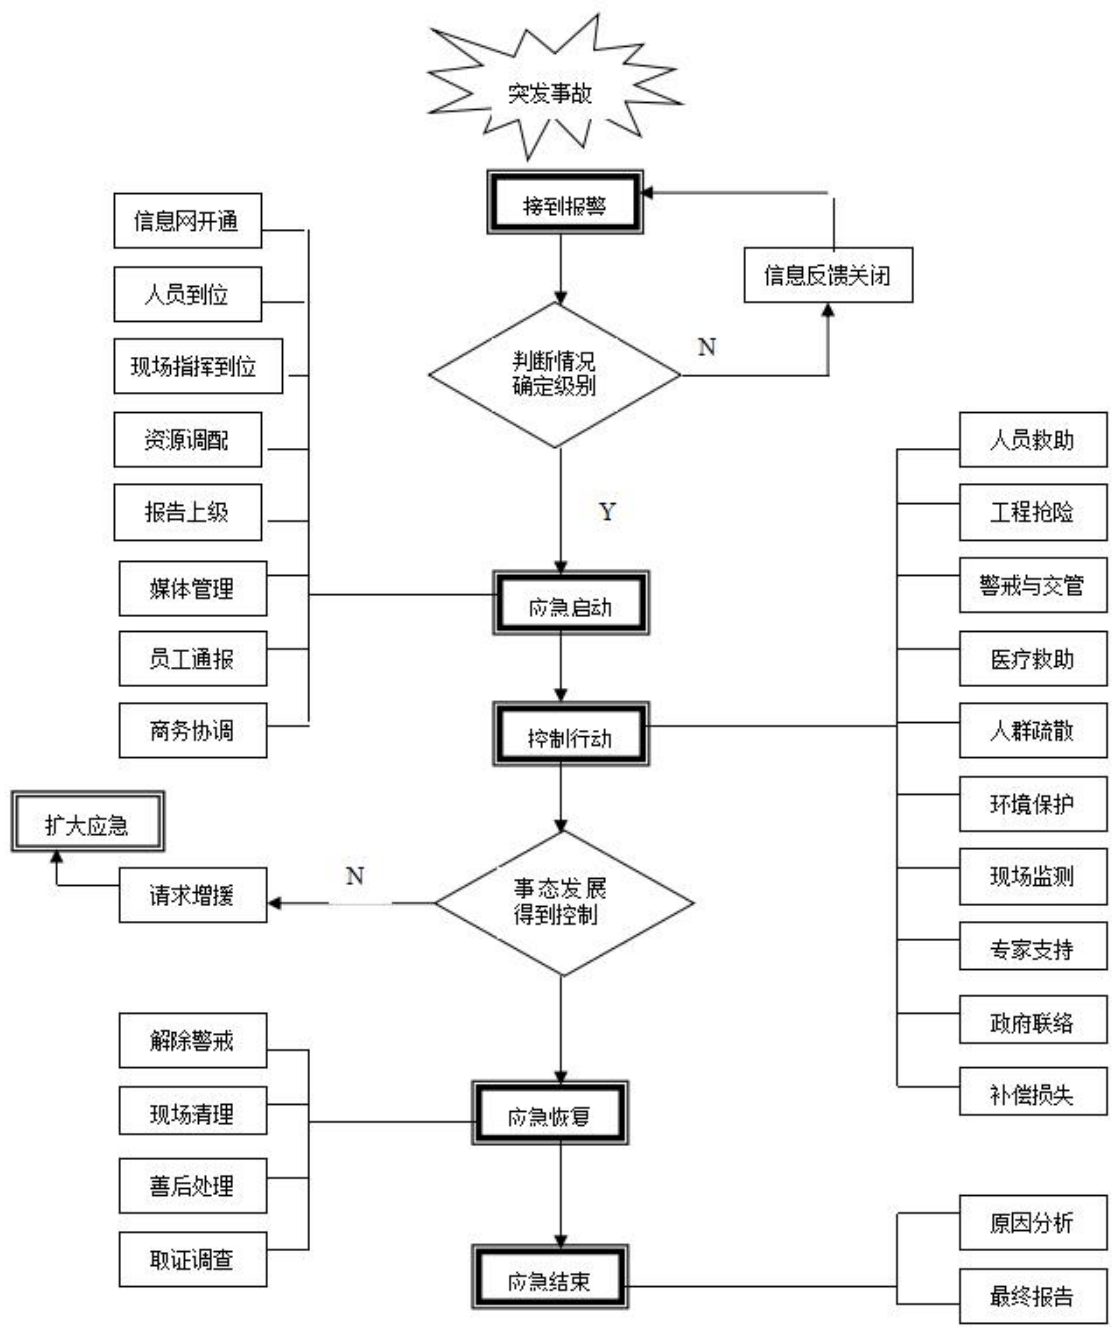 突发事故
接到报警
信息网开通
信息反馈关闭
人员到位
现场指挥到位
判断情况
确定级别
N
资源调配
人员救助
报告上级
Y
工程抢险
媒体管理
应急启动
警戒与交管
员工通报
医疗救助
商务协调
控制行动
人群疏散
扩大应急
环境保护
请求增援
N
事态发展
得到控制
现场监测
专家支持
解除警戒
政府联络
现场清理
应急恢复
补偿损失
善后处理
原因分析
取证调查
应急结束
最终报告